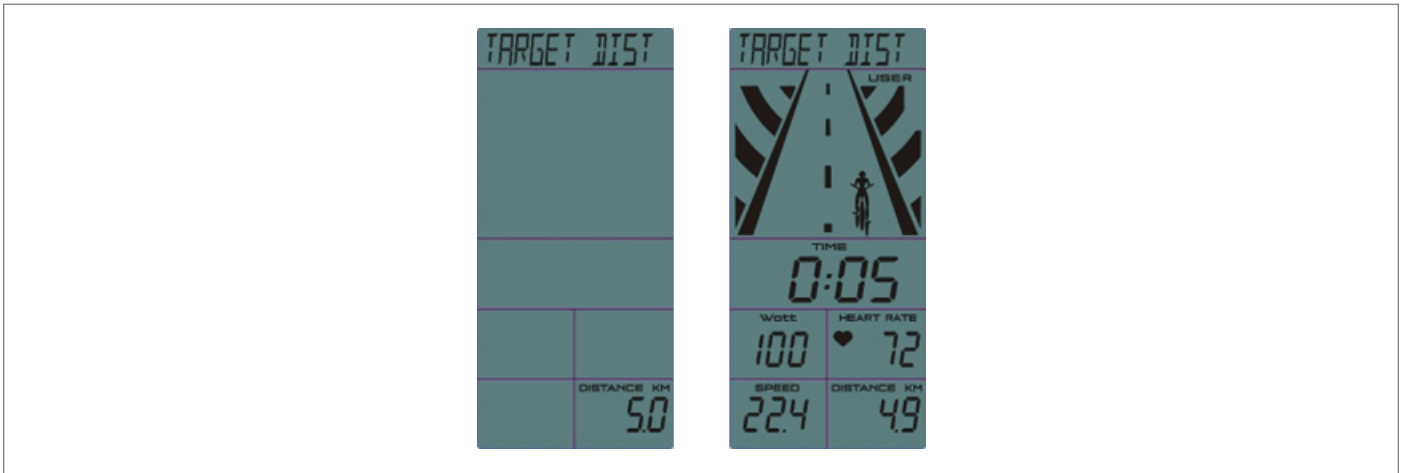 TARGET DIST
DISTANCE KM
5.0
TARGET DIST
USER
TIME
0:05
Watt HEART RATE
100 72
SPEED DISTANCE KM
22.4 4.9